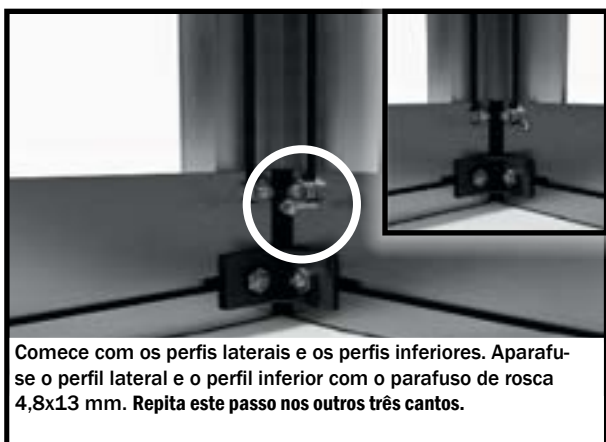 Comece com os perfis laterais e os perfis inferiores. Aparafu-
se o perfil lateral e o perfil inferior com o parafuso de rosca
4,8x13 mm. Repita este passo nos outros três cantos.